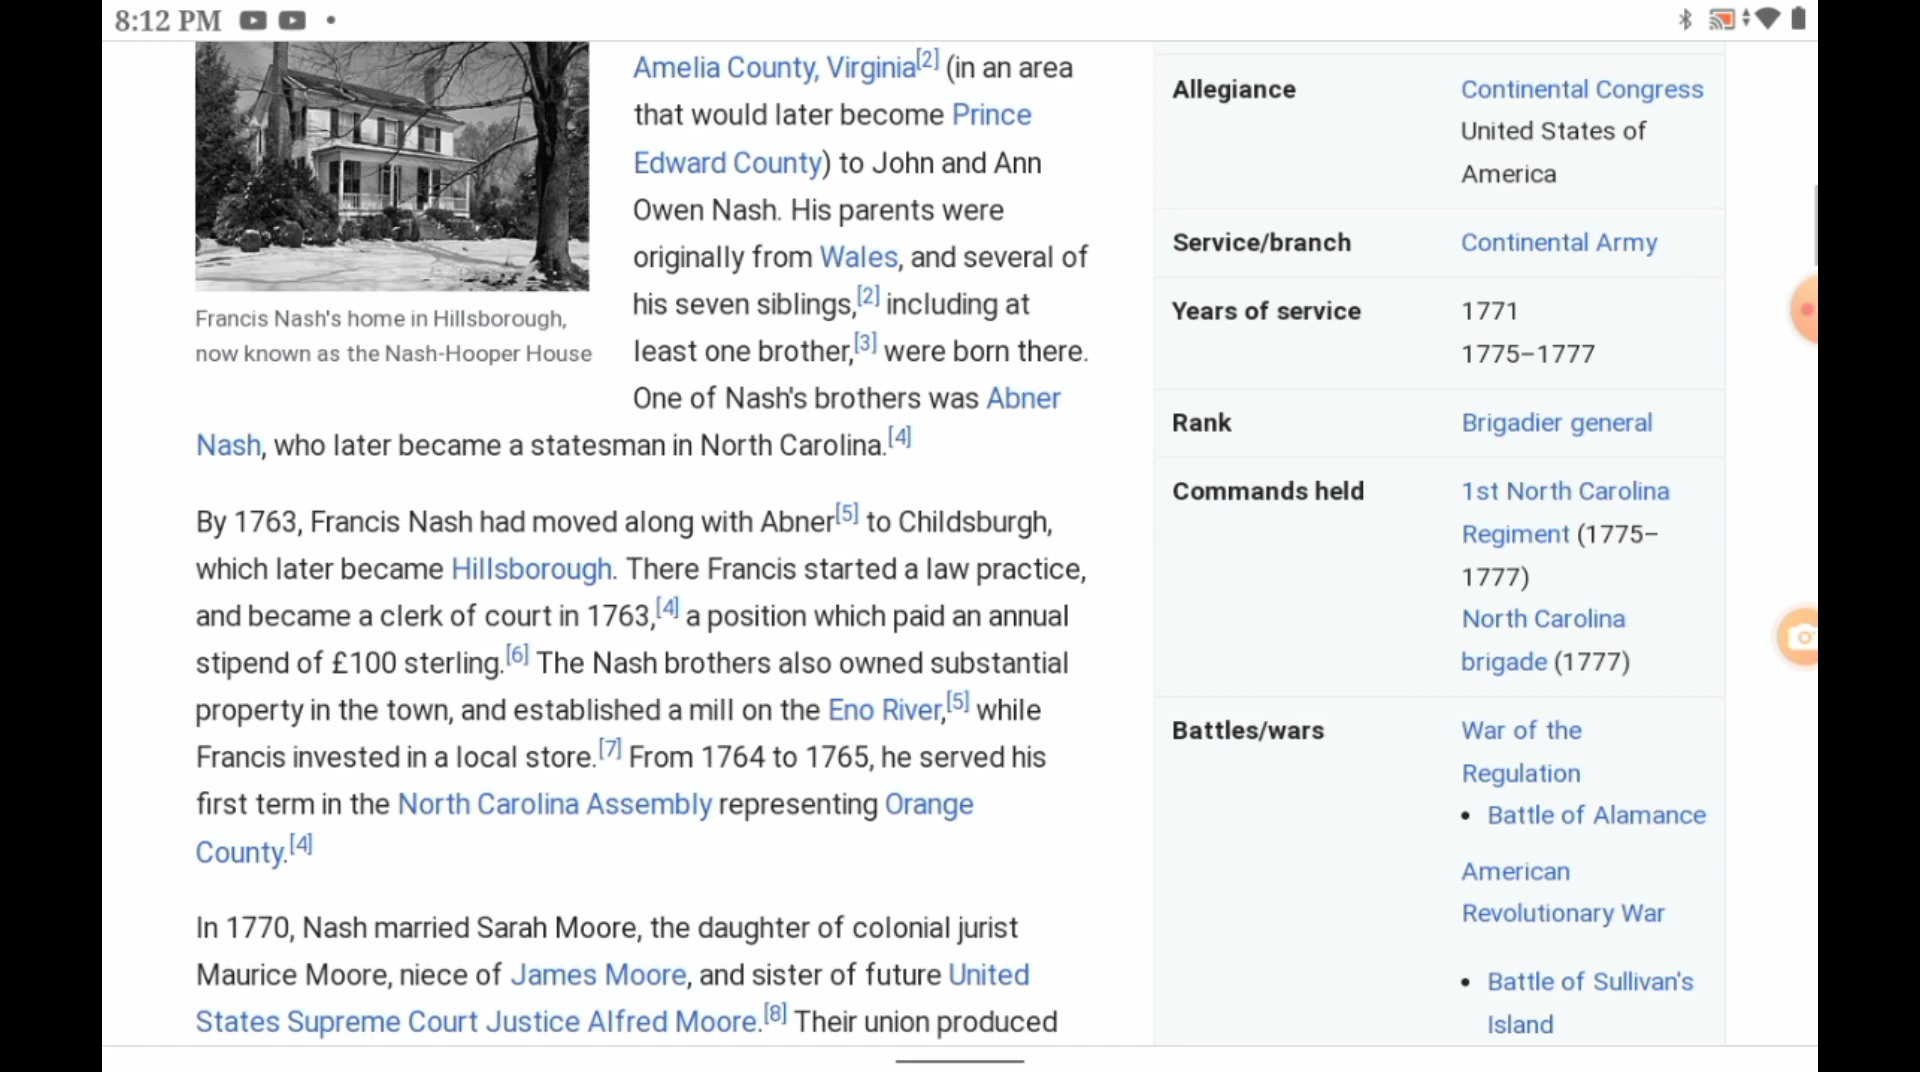 8:12 PM
Francis Nash's home in Hillsborough,
now known as the Nash-Hooper House
Amelia County, Virginia[2] (in an area
that would later become Prince
Edward County) to John and Ann
Owen Nash. His parents were
originally from Wales, and several of
his seven siblings,[2] including at
least one brother,[3] were born there.
One of Nash's brothers was Abner
Nash, who later became a statesman in North Carolina.[4]
By 1763, Francis Nash had moved along with Abner[5] to Childsburgh,
which later became Hillsborough. There Francis started a law practice,
and became a clerk of court in 1763,[4] a position which paid an annual
stipend of £100 sterling.[6] The Nash brothers also owned substantial
property in the town, and established a mill on the Eno River,[5] while
Francis invested in a local store.[7] From 1764 to 1765, he served his
first term in the North Carolina Assembly representing Orange
County.[4]
In 1770, Nash married Sarah Moore, the daughter of colonial jurist
Maurice Moore, niece of James Moore, and sister of future United
States Supreme Court Justice Alfred Moore.[8] Their union produced
Allegiance
Continental Congress
United States of
America
Service/branch
Continental Army
Years of service
1771
1775–1777
Rank
Brigadier general
Commands held
1st North Carolina
Regiment (1775–
1777)
North Carolina
brigade (1777)
Battles/wars
War of the
Regulation
• Battle of Alamance
American
Revolutionary War
• Battle of Sullivan's
Island